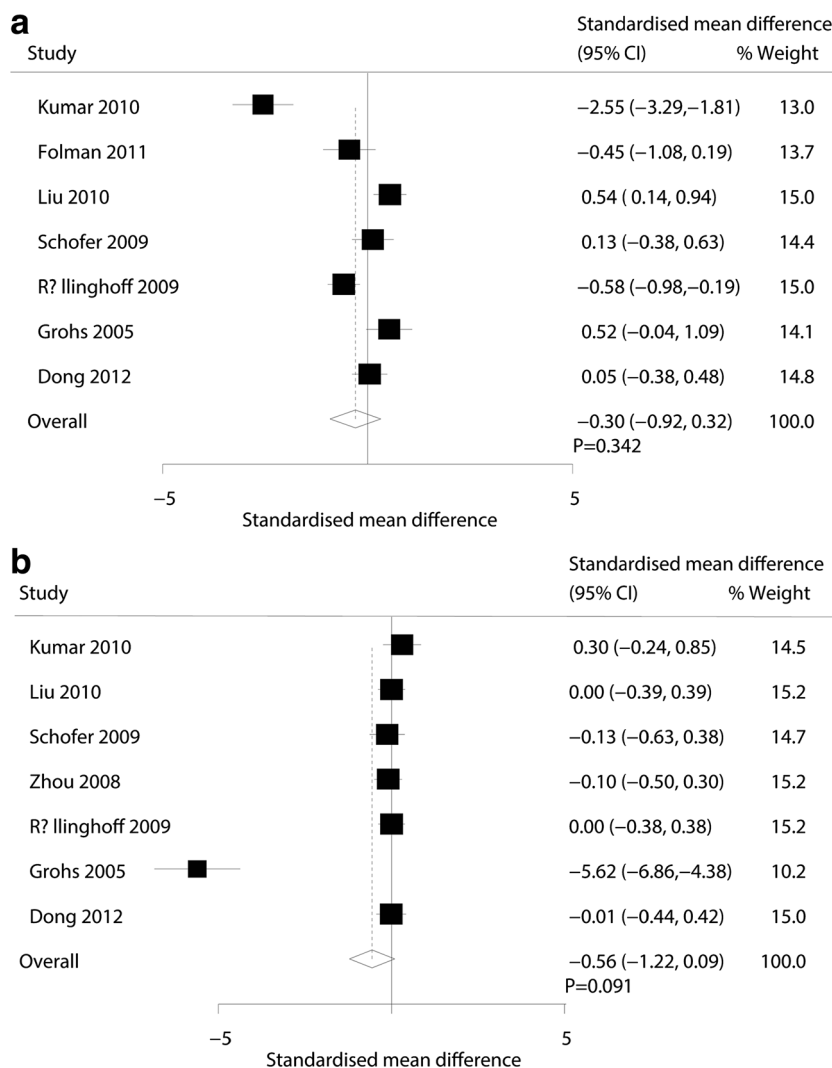 a
Standardised mean difference
Study (95% CI) % Weight
Kumar 2010 −2.55 (−3.29,−1.81) 13.0
Folman 2011 −0.45 (−1.08, 0.19) 13.7
Liu 2010 0.54 ( 0.14, 0.94) 15.0
Schofer 2009 0.13 (−0.38, 0.63) 14.4
R? llinghoff 2009 −0.58 (−0.98,−0.19) 15.0
Grohs 2005 0.52 (−0.04, 1.09) 14.1
Dong 2012 0.05 (−0.38, 0.48) 14.8
Overall −0.30 (−0.92, 0.32) 100.0
P=0.342
−5 5
Standardised mean difference
b
Standardised mean difference
Study (95% CI) % Weight
Kumar 2010 0.30 (−0.24, 0.85) 14.5
Liu 2010 0.00 (−0.39, 0.39) 15.2
Schofer 2009 −0.13 (−0.63, 0.38) 14.7
Zhou 2008 −0.10 (−0.50, 0.30) 15.2
R? llinghoff 2009 0.00 (−0.38, 0.38) 15.2
Grohs 2005 −5.62 (−6.86,−4.38) 10.2
Dong 2012 −0.01 (−0.44, 0.42) 15.0
Overall −0.56 (−1.22, 0.09) 100.0
P=0.091
−5 5
Standardised mean difference